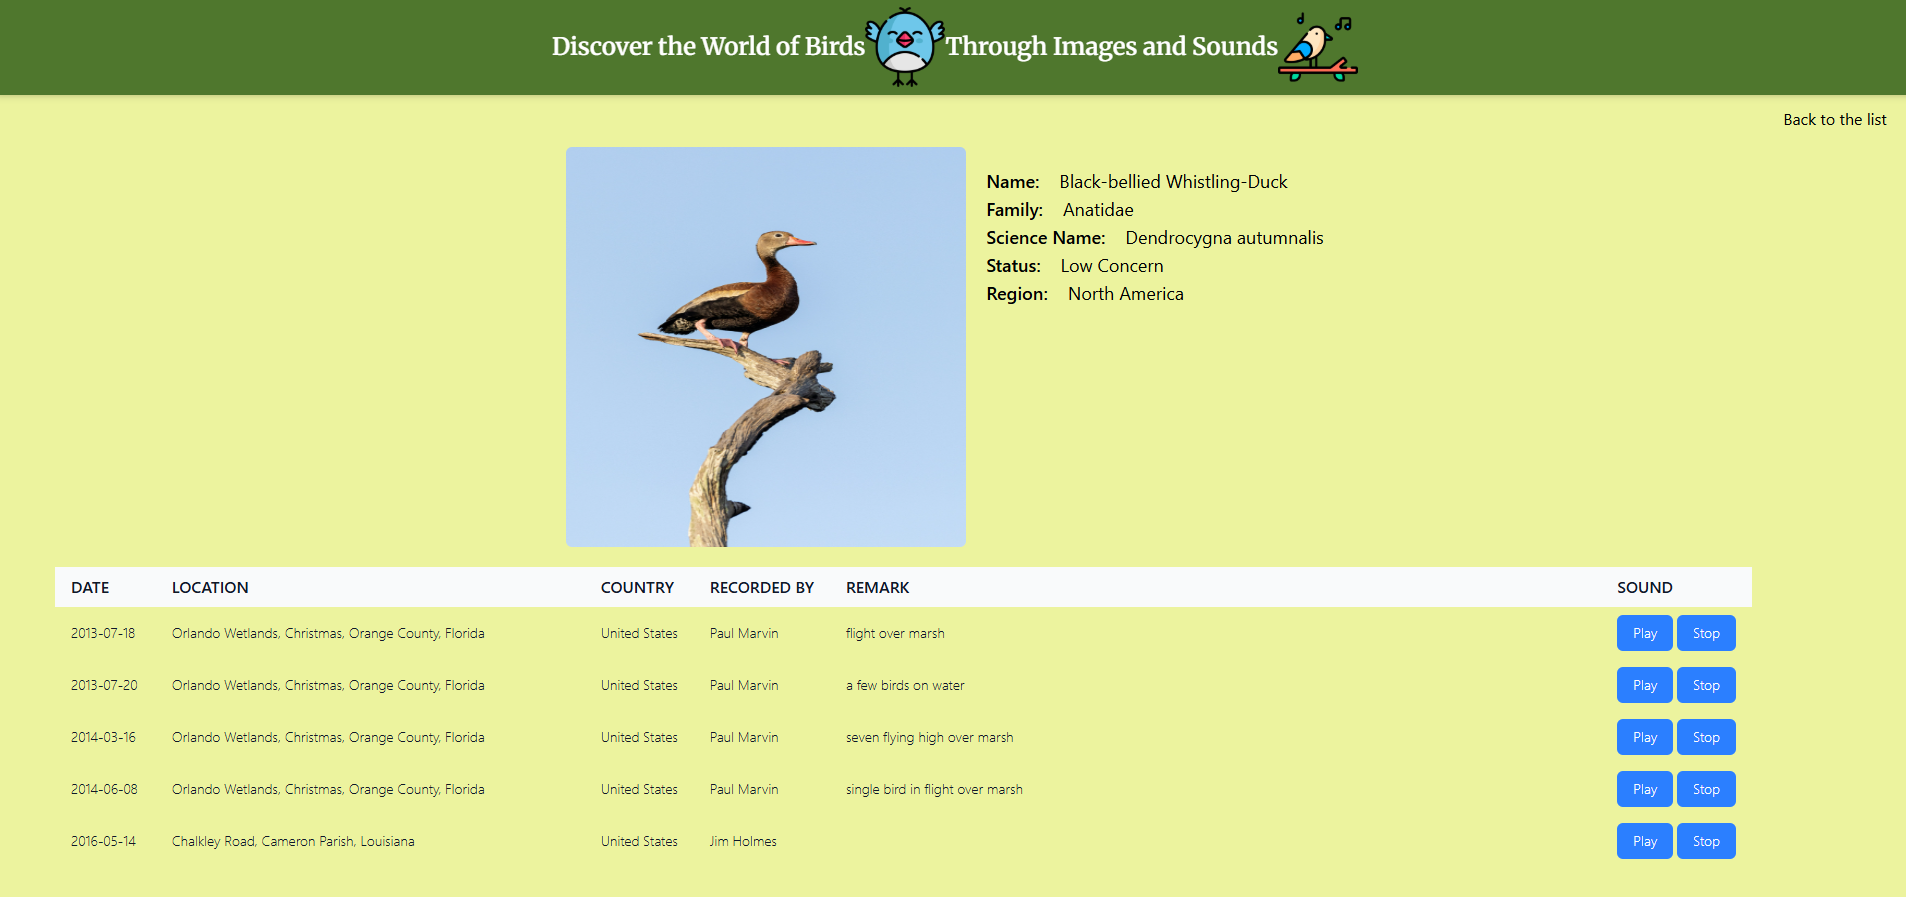 Discover the World of Birds Through Images and Sounds
Back to the list
Name: Black-bellied Whistling-Duck
Family: Anatidae
Science Name: Dendrocygna autumnalis
Status: Low Concern
Region: North America
DATE LOCATION COUNTRY RECORDED BY REMARK SOUND
2013-07-18 Orlando Wetlands, Christmas, Orange County, Florida United States Paul Marvin flight over marsh Play Stop
2013-07-20 Orlando Wetlands, Christmas, Orange County, Florida United States Paul Marvin a few birds on water Play Stop
2014-03-16 Orlando Wetlands, Christmas, Orange County, Florida United States Paul Marvin seven flying high over marsh Play Stop
2014-06-08 Orlando Wetlands, Christmas, Orange County, Florida United States Paul Marvin single bird in flight over marsh Play Stop
2016-05-14 Chalkley Road, Cameron Parish, Louisiana United States Jim Holmes Play Stop